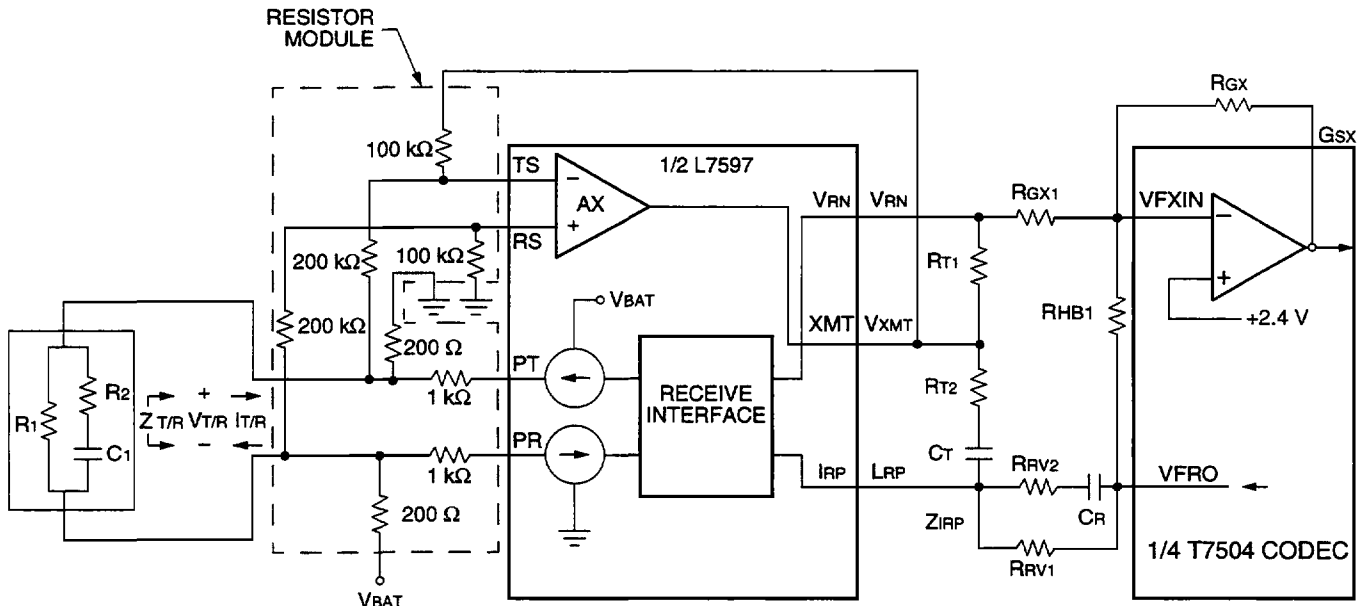 RESISTOR
MODULE
RGX
GSX
100 kΩ
1/2 L7597
TS
−
AX
+
RS
VRN
VRN
RGX1
VFXIN
−
+
+2.4 V
200 kΩ
100 kΩ
RT1
RHB1
VBAT
200 kΩ
XMT
VXMT
200 Ω
PT
1 kΩ
RECEIVE
INTERFACE
RT2
R1
R2
C1
Z T/R
+
VT/R
−
IT/R
PR
1 kΩ
CT
IRP
LRP
RRV2
CR
VFRO
200 Ω
ZIRP
RRV1
1/4 T7504 CODEC
VBAT